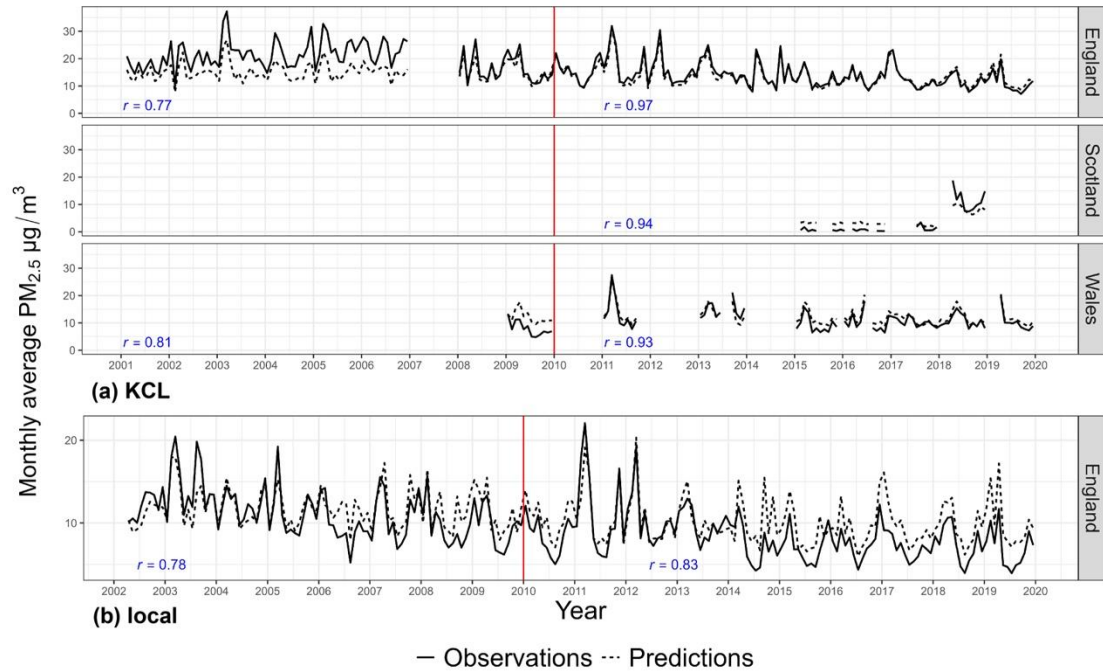 Monthly average PM2.5 µg/m3
30
20
10
0
r = 0.77
r = 0.97
England
30
20
10
0
r = 0.94
Scotland
30
20
10
0
r = 0.81
r = 0.93
Wales
2001 2002 2003 2004 2005 2006 2007 2008 2009 2010 2011 2012 2013 2014 2015 2016 2017 2018 2019 2020
(a) KCL
20
10
r = 0.78
r = 0.83
England
2002 2003 2004 2005 2006 2007 2008 2009 2010 2011 2012 2013 2014 2015 2016 2017 2018 2019 2020
(b) local
Year
Observations Predictions